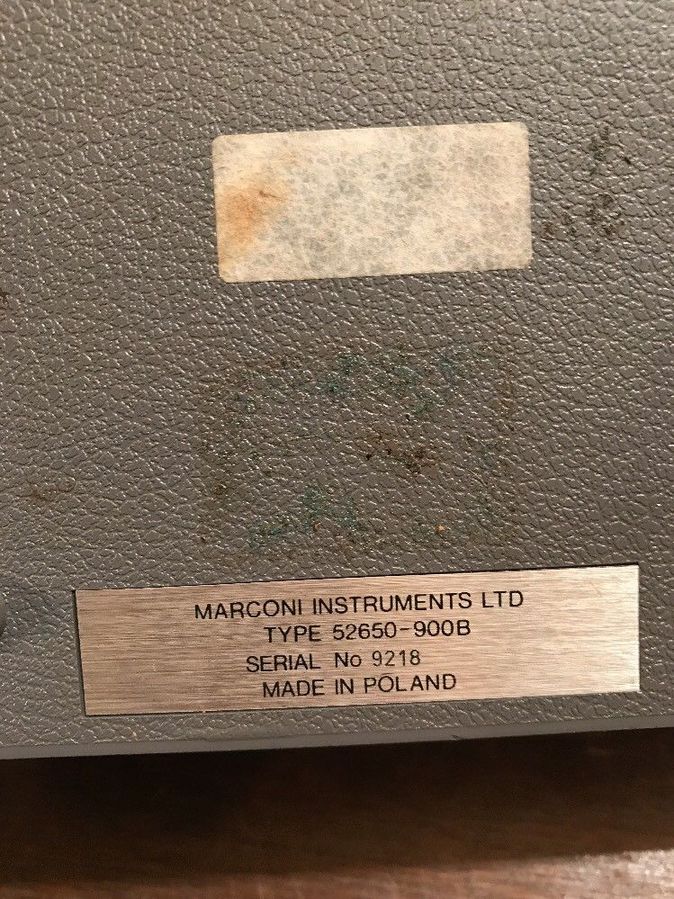 MARCONI INSTRUMENTS LTD
TYPE 52650-900B
SERIAL No 9218
MADE IN POLAND